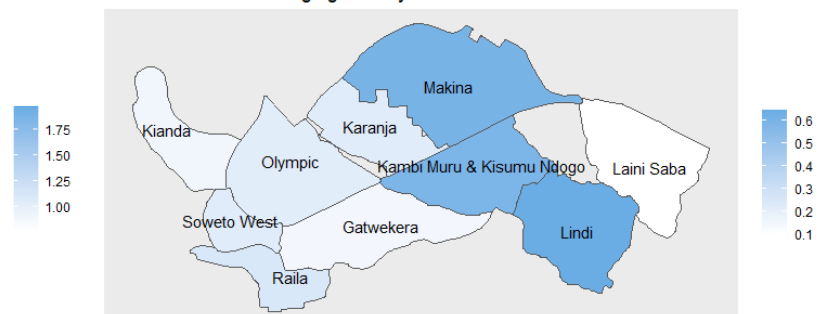 Makina
Karanja
Kianda
Olympic
Kambi Muru & Kisumu Ndogo
Laini Saba
Soweto West
Gatwekera
Lindi
Raila
1.75
1.50
1.25
1.00
0.6
0.5
0.4
0.3
0.2
0.1